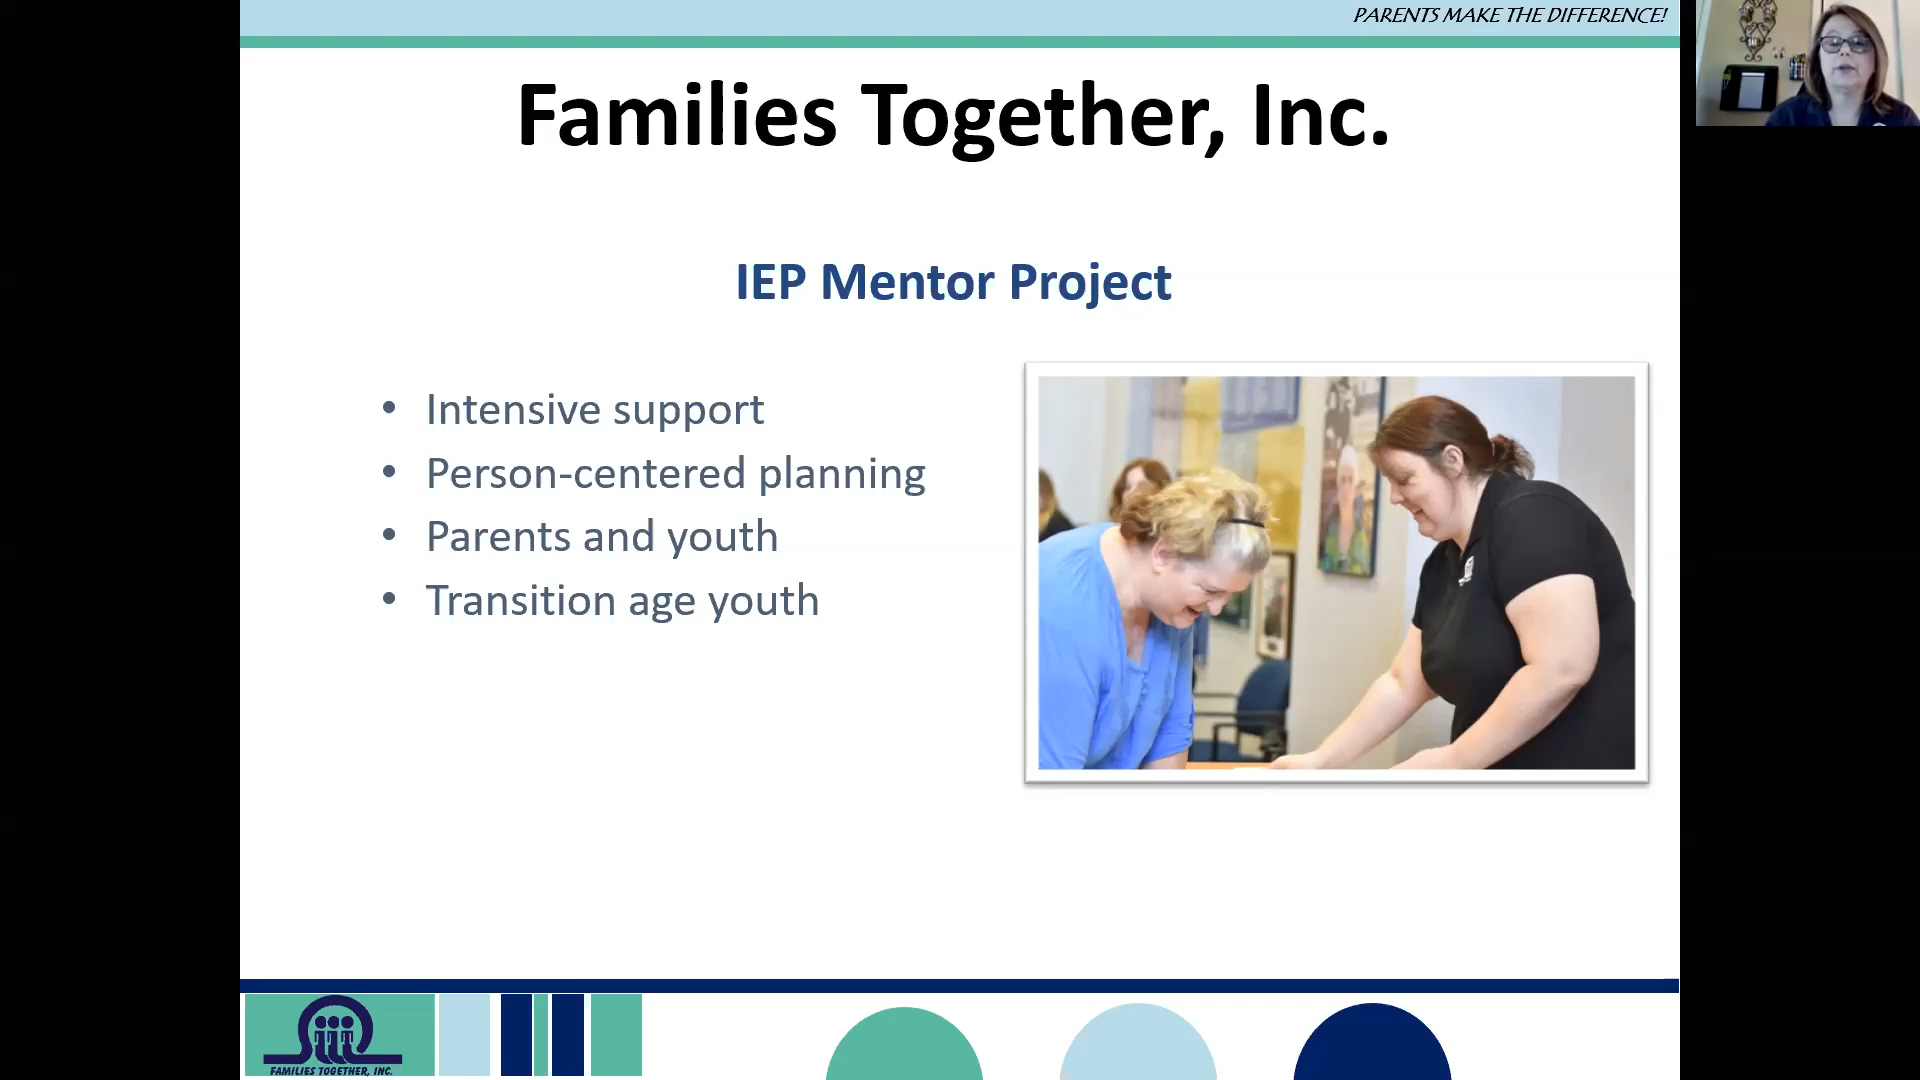 PARENTS MAKE THE DIFFERENCE!
Families Together, Inc.
IEP Mentor Project
• Intensive support
• Person-centered planning
• Parents and youth
• Transition age youth
FAMILIES TOGETHER, INC.